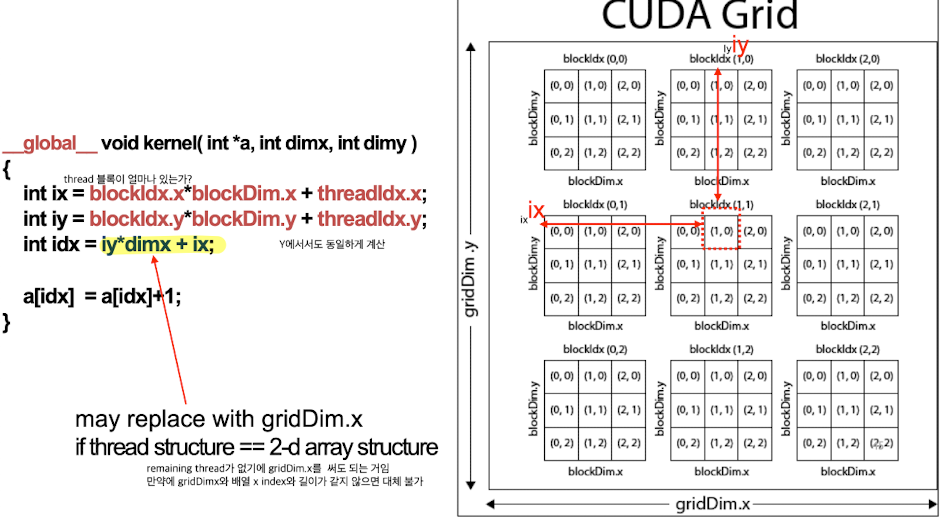 __global__ void kernel( int *a, int dimx, int dimy )
{
thread 블록이 얼마나 있는가?
int ix = blockIdx.x*blockDim.x + threadIdx.x;
int iy = blockIdx.y*blockDim.y + threadIdx.y;
int idx = iy*dimx + ix;
Y에서서도 동일하게 계산
a[idx] = a[idx]+1;
}
may replace with gridDim.x
if thread structure == 2-d array structure
remaining thread가 없기에 gridDim.x를 써도 되는 거임
만약에 gridDimx와 배열 x index와 길이가 같지 않으면 대체 불가
CUDA Grid
iy iy
blockIdx (0,0) blockIdx (1,0) blockIdx (2,0)
blockDim.y (0, 0) (1, 0) (2, 0) blockDim.y (0, 0) (1, 0) (2, 0) blockDim.y (0, 0) (1, 0) (2, 0)
(0, 1) (1, 1) (2, 1) (0, 1) (1, 1) (2, 1) (0, 1) (1, 1) (2, 1)
(0, 2) (1, 2) (2, 2) (0, 2) (1, 2) (2, 2) (0, 2) (1, 2) (2, 2)
blockDim.x blockDim.x blockDim.x
ix ix
blockIdx (0,1) blockIdx (1,1) blockIdx (2,1)
blockDim.y (0, 0) (1, 0) (2, 0) blockDim.y (0, 0) (1, 0) (2, 0) blockDim.y (0, 0) (1, 0) (2, 0)
(0, 1) (1, 1) (2, 1) (0, 1) (1, 1) (2, 1) (0, 1) (1, 1) (2, 1)
(0, 2) (1, 2) (2, 2) (0, 2) (1, 2) (2, 2) (0, 2) (1, 2) (2, 2)
blockDim.x blockDim.x blockDim.x
gridDim.y
blockIdx (0,2) blockIdx (1,2) blockIdx (2,2)
blockDim.y (0, 0) (1, 0) (2, 0) blockDim.y (0, 0) (1, 0) (2, 0) blockDim.y (0, 0) (1, 0) (2, 0)
(0, 1) (1, 1) (2, 1) (0, 1) (1, 1) (2, 1) (0, 1) (1, 1) (2, 1)
(0, 2) (1, 2) (2, 2) (0, 2) (1, 2) (2, 2) (0, 2) (1, 2) (2, 2)
blockDim.x blockDim.x blockDim.x
gridDim.x